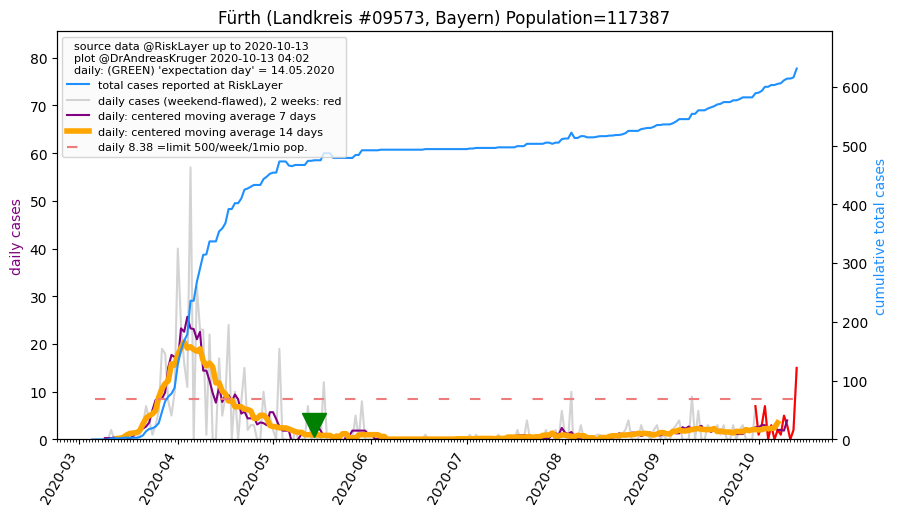 Fürth (Landkreis #09573, Bayern) Population=117387
source data @RiskLayer up to 2020-10-13
plot @DrAndreasKruger 2020-10-13 04:02
daily: (GREEN) 'expectation day' = 14.05.2020
total cases reported at RiskLayer
daily cases (weekend-flawed), 2 weeks: red
daily: centered moving average 7 days
daily: centered moving average 14 days
daily 8.38 =limit 500/week/1mio pop.
daily cases
80
70
60
50
40
30
20
10
0
cumulative total cases
600
500
400
300
200
100
0
2020-03
2020-04
2020-05
2020-06
2020-07
2020-08
2020-09
2020-10